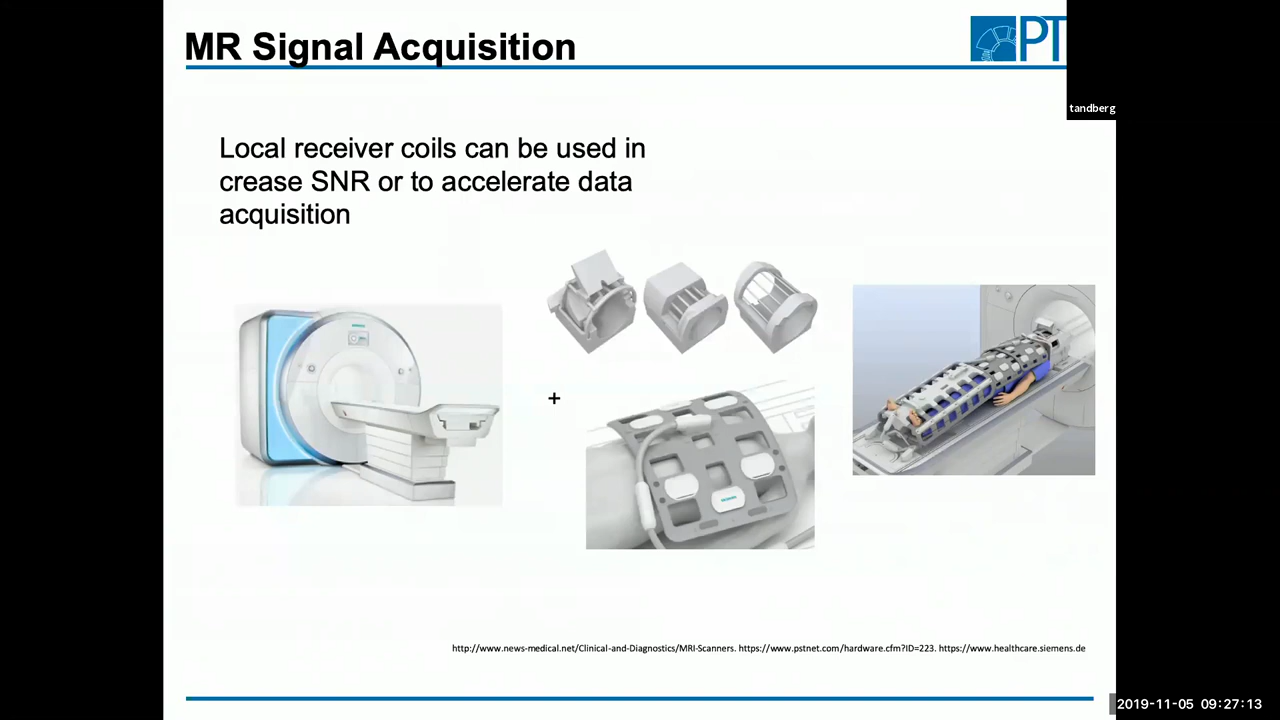 MR Signal Acquisition
PT
tandberg
Local receiver coils can be used in
crease SNR or to accelerate data
acquisition
+
http://www.news-medical.net/Clinical-and-Diagnostics/MRI-Scanners. https://www.pstnet.com/hardware.cfm?ID=223. https://www.healthcare.siemens.de
2019-11-05 09:27:13